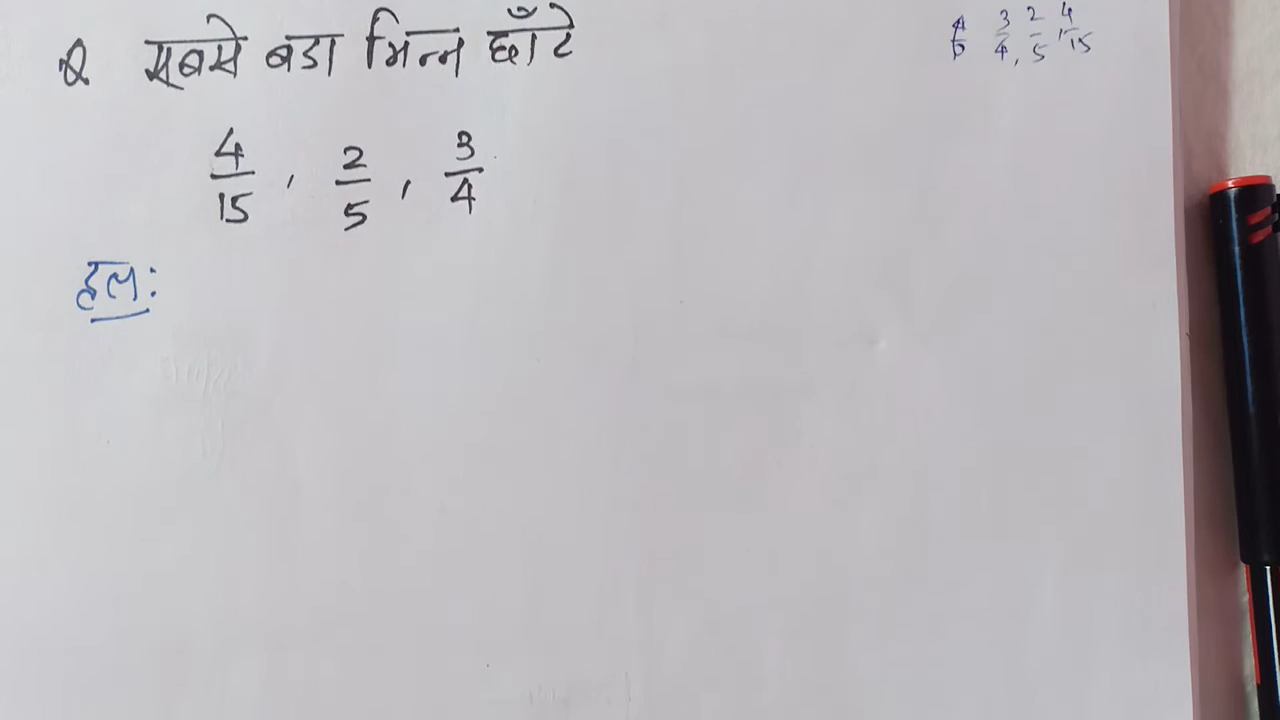 Q सबसे बडा भिन्न छाँटे
4/15 , 2/5 , 3/4
हल:
3/4 , 2/5 , 4/15